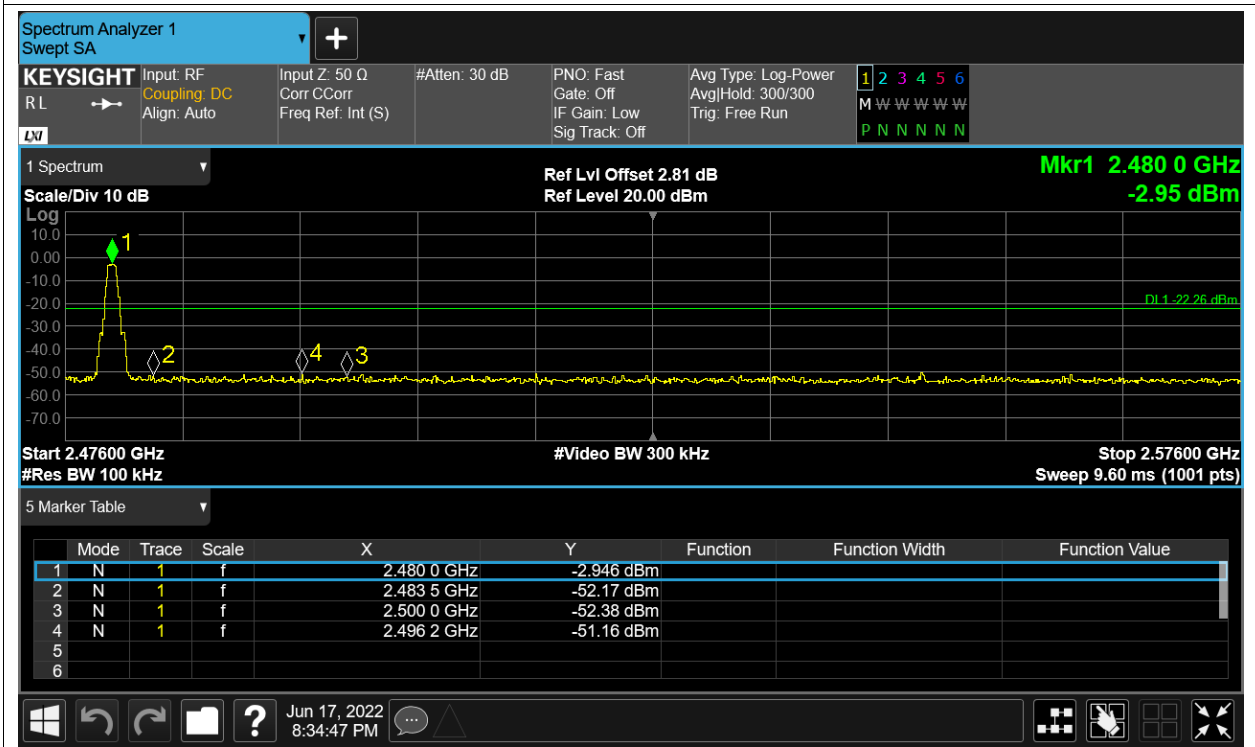 Spectrum Analyzer 1
Swept SA
KEYSIGHT
R L
LXI
Input: RF
Coupling: DC
Align: Auto
Input Z: 50 Ω
Corr CCorr
Freq Ref: Int (S)
#Atten: 30 dB
PNO: Fast
Gate: Off
IF Gain: Low
Sig Track: Off
Avg Type: Log-Power
Avg|Hold: 300/300
Trig: Free Run
1 2 3 4 5 6
M W W W W W
P N N N N N
1 Spectrum
Scale/Div 10 dB
Ref Lvl Offset 2.81 dB
Ref Level 20.00 dBm
Mkr1 2.480 0 GHz
-2.95 dBm
Log
10.0
0.00
-10.0
-20.0
-30.0
-40.0
-50.0
-60.0
-70.0
1
2
4
3
DL1 -22.26 dBm
Start 2.47600 GHz
#Res BW 100 kHz
#Video BW 300 kHz
Stop 2.57600 GHz
Sweep 9.60 ms (1001 pts)
5 Marker Table
Mode Trace Scale X Y Function Function Width Function Value
1 N 1 f 2.480 0 GHz -2.946 dBm
2 N 1 f 2.483 5 GHz -52.17 dBm
3 N 1 f 2.500 0 GHz -52.38 dBm
4 N 1 f 2.496 2 GHz -51.16 dBm
5
6
?
Jun 17, 2022
8:34:47 PM